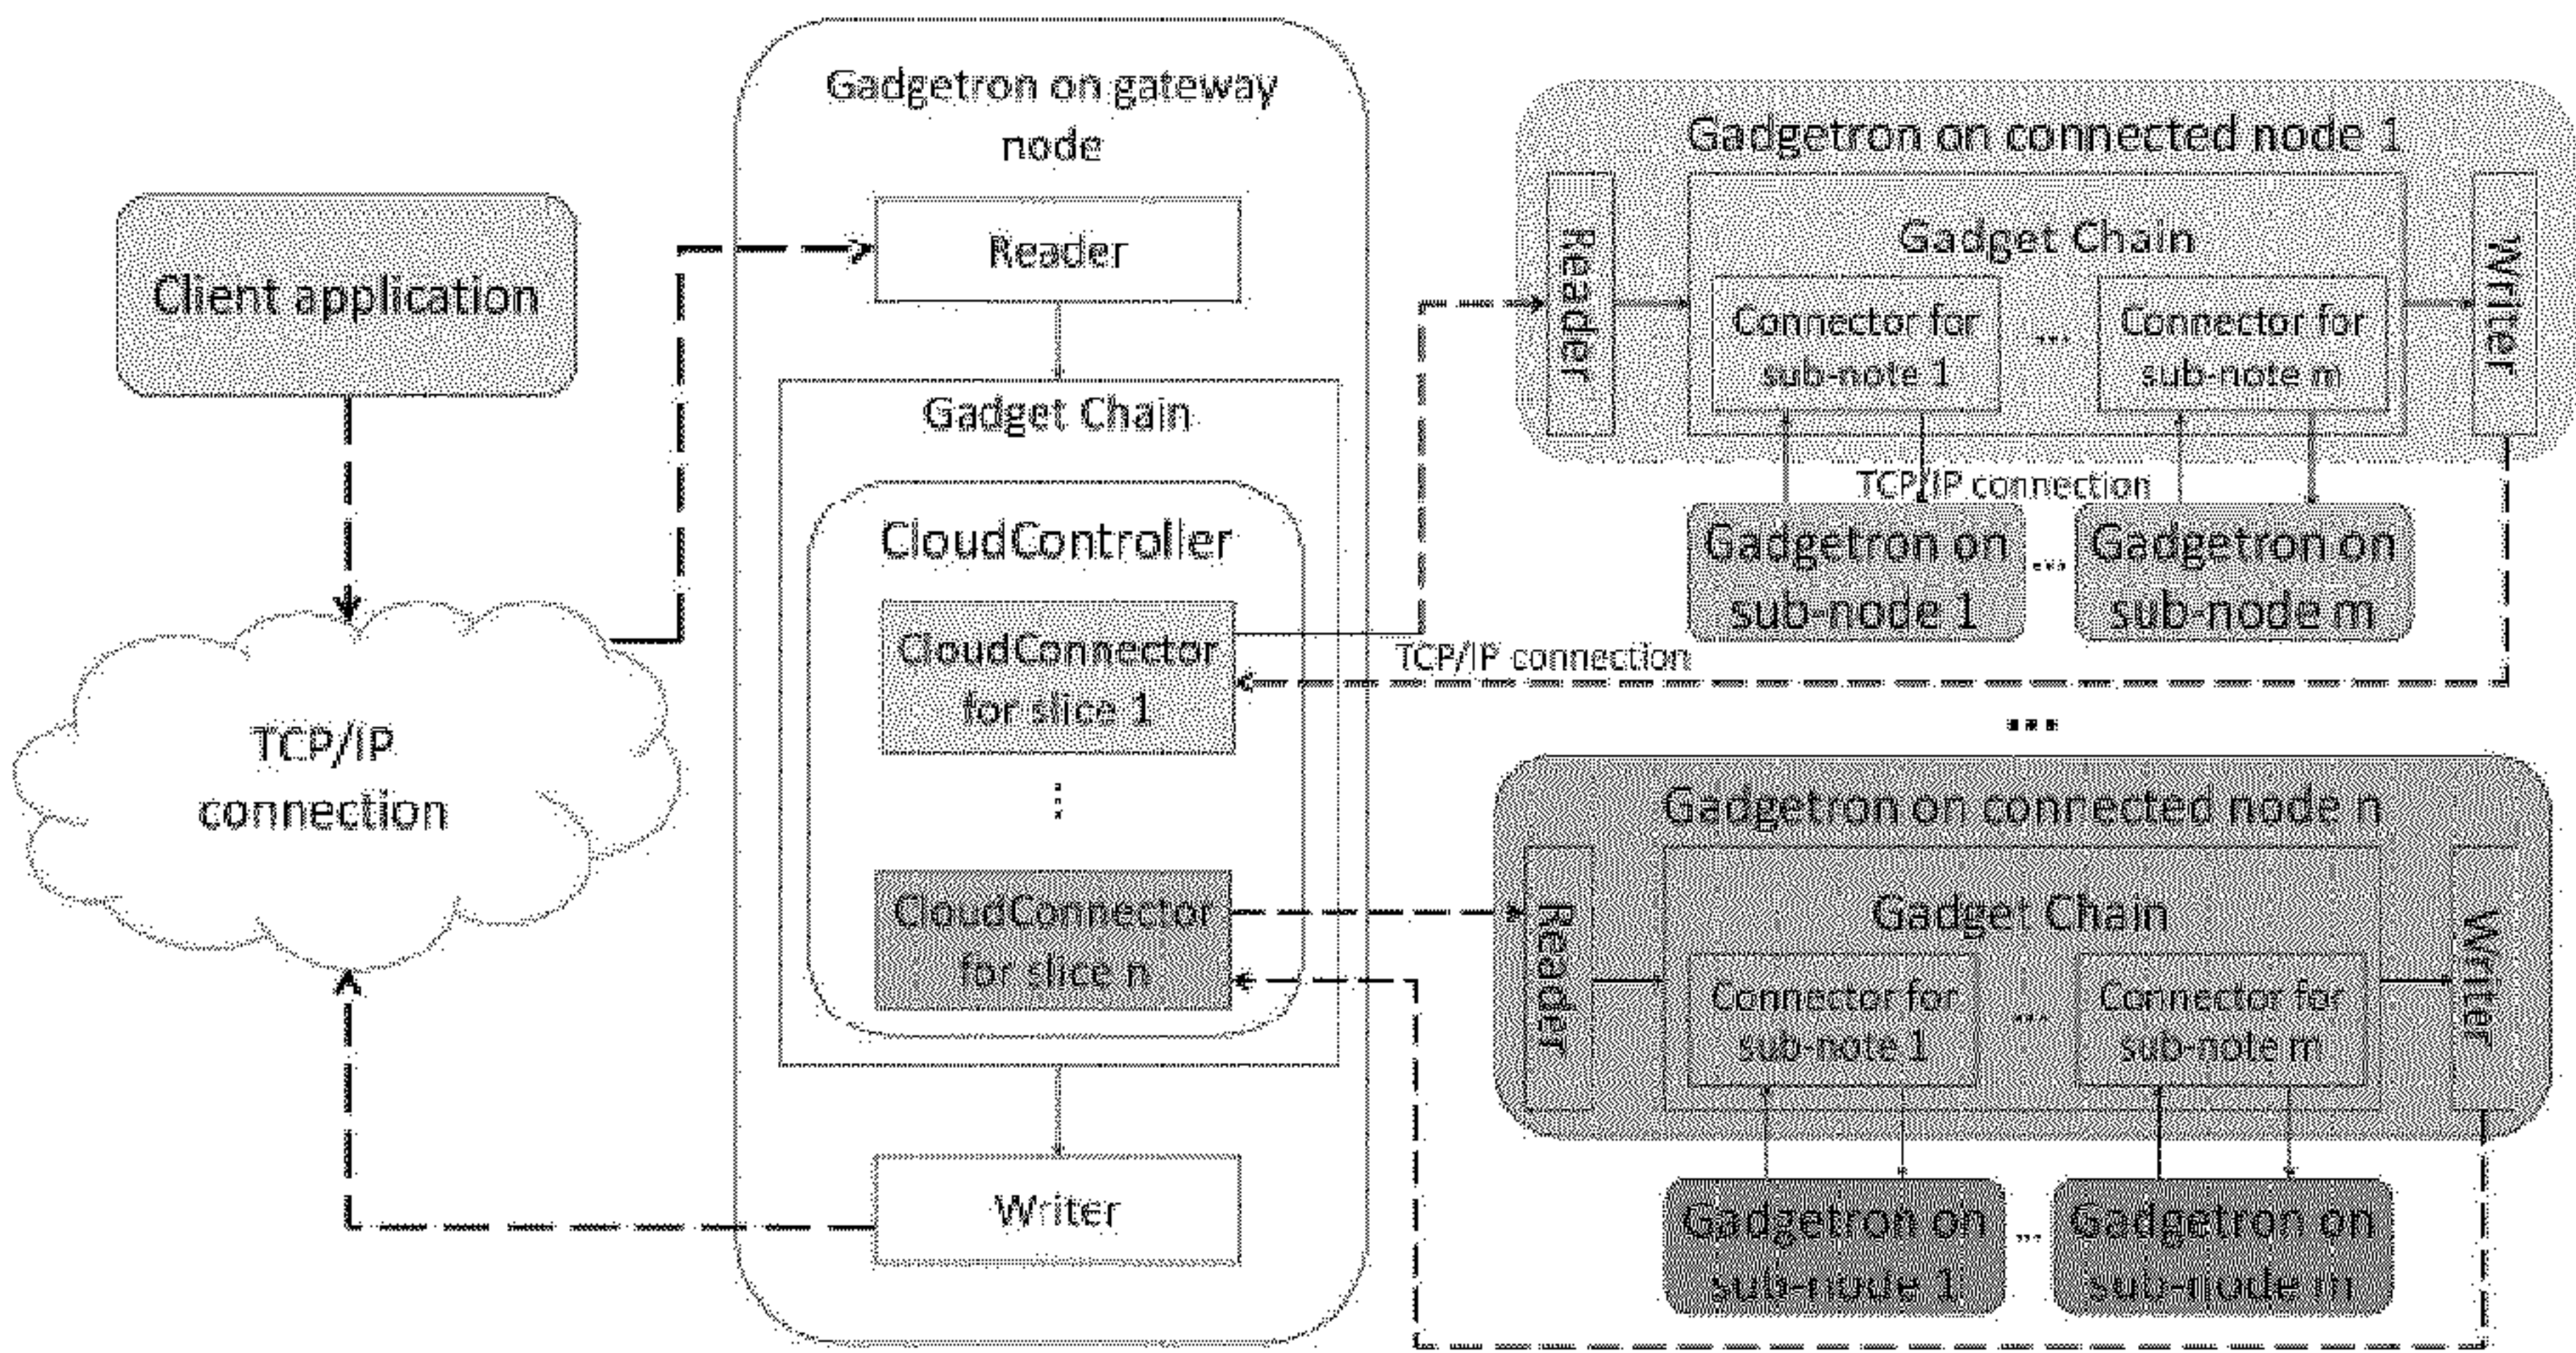 Client application
TCP/IP
connection
Gadgetron on gateway
node
Reader
Gadget Chain
CloudController
CloudConnector
for slice 1
...
CloudConnector
for slice n
Writer
Gadgetron on connected node 1
Reader
Gadget Chain
Connector for
sub-note 1
...
Connector for
sub-note m
Writer
TCP/IP connection
Gadgetron on
sub-node 1
...
Gadgetron on
sub-node m
TCP/IP connection
...
Gadgetron on connected node n
Reader
Gadget Chain
Connector for
sub-note 1
...
Connector for
sub-note m
Writer
Gadgetron on
sub-node 1
...
Gadgetron on
sub-node m